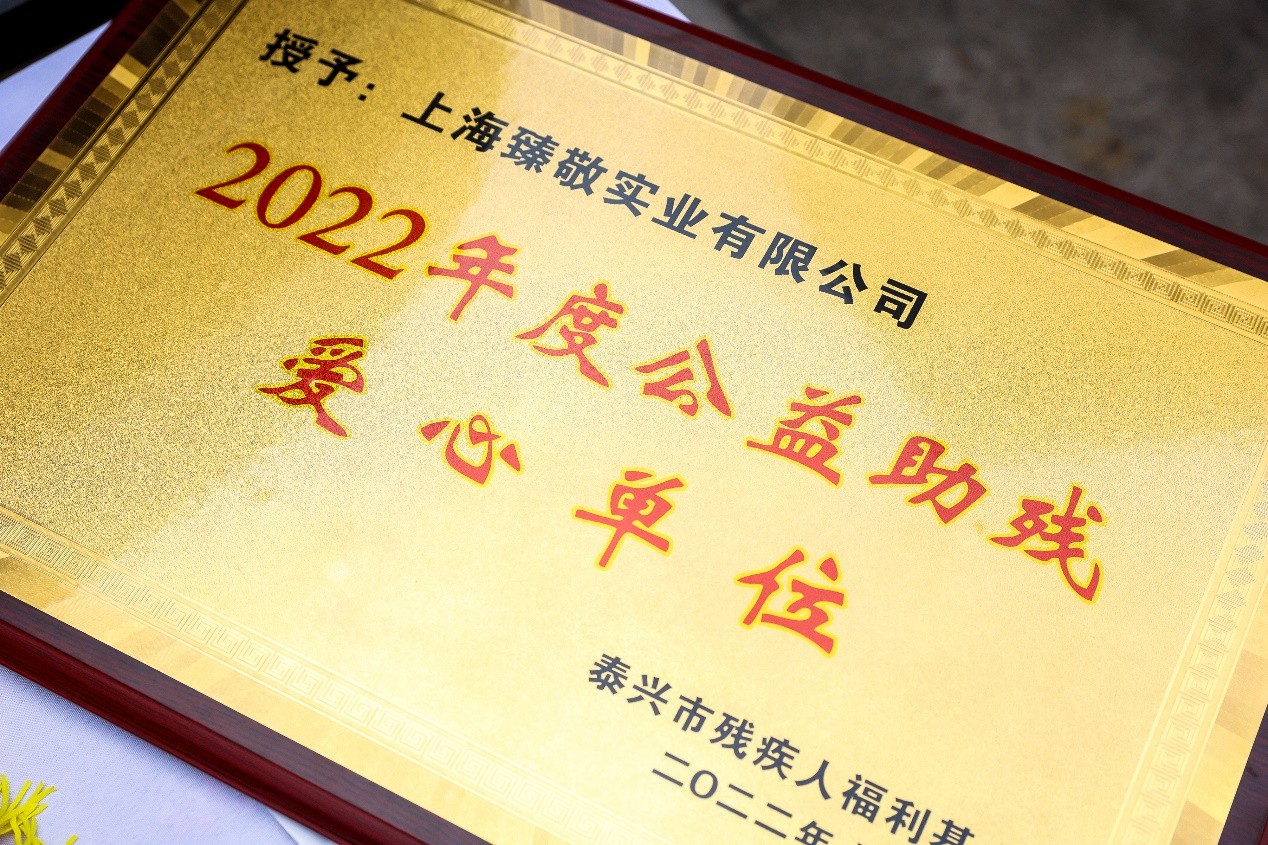 授予：上海臻敬实业有限公司
2022年度公益助残
爱心单位
泰兴市残疾人福利基
二〇二二年